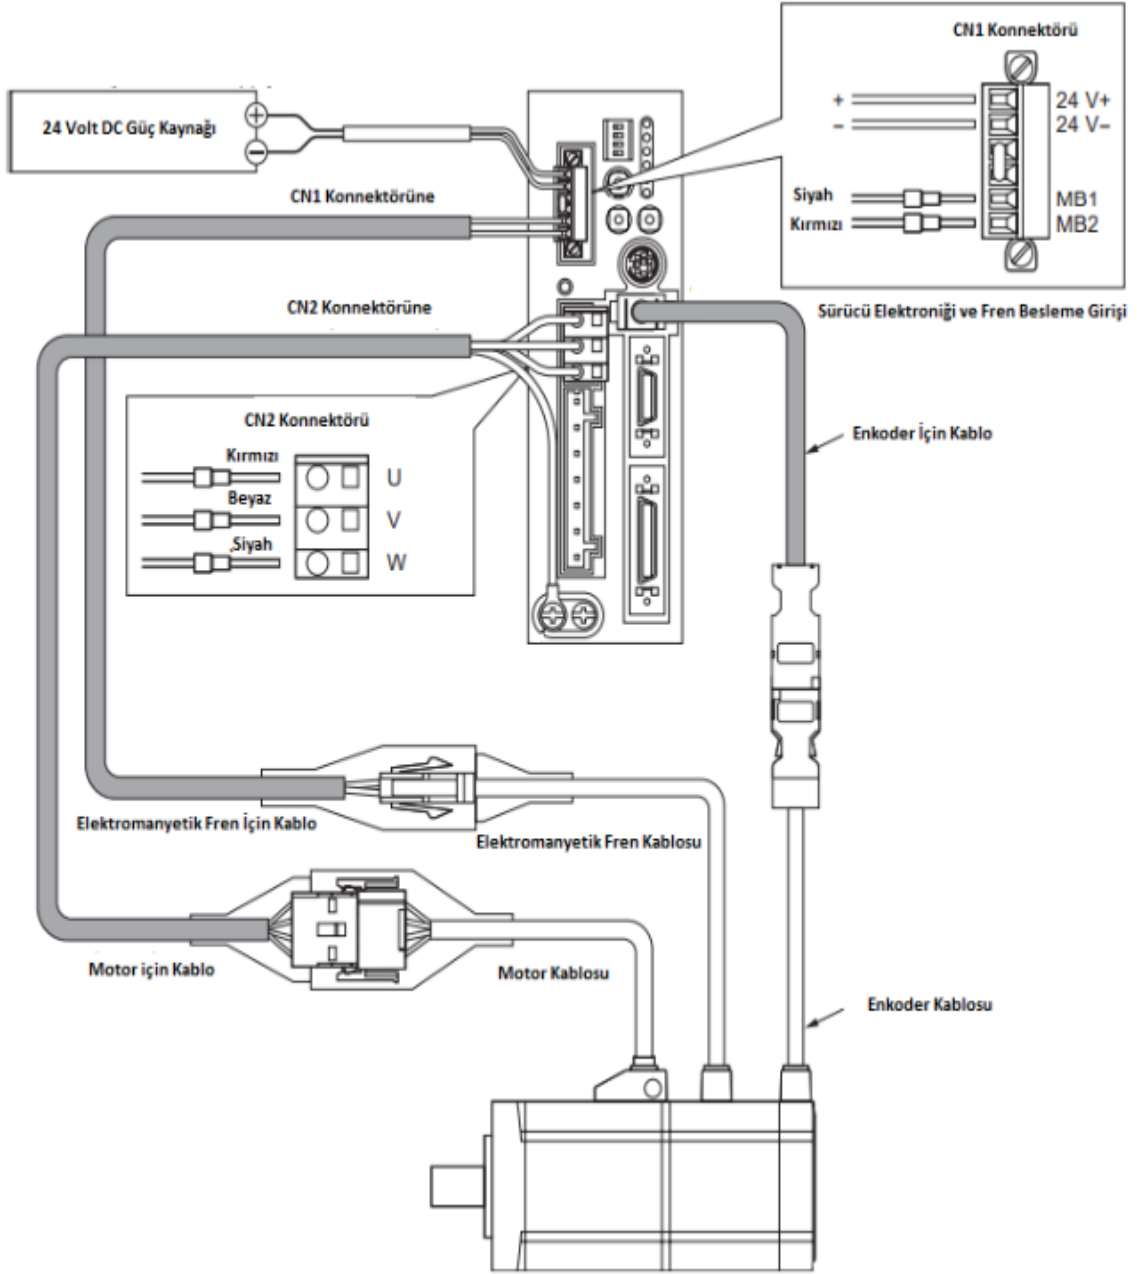 CN1 Konnektörü
+
24 V+
−
24 V−
Siyah
MB1
Kırmızı
MB2
Sürücü Elektroniği ve Fren Besleme Girişi
24 Volt DC Güç Kaynağı
+
−
CN1 Konnektörüne
CN2 Konnektörüne
CN2 Konnektörü
Kırmızı
U
Beyaz
V
Siyah
W
Enkoder İçin Kablo
Elektromanyetik Fren İçin Kablo
Elektromanyetik Fren Kablosu
Motor için Kablo
Motor Kablosu
Enkoder Kablosu